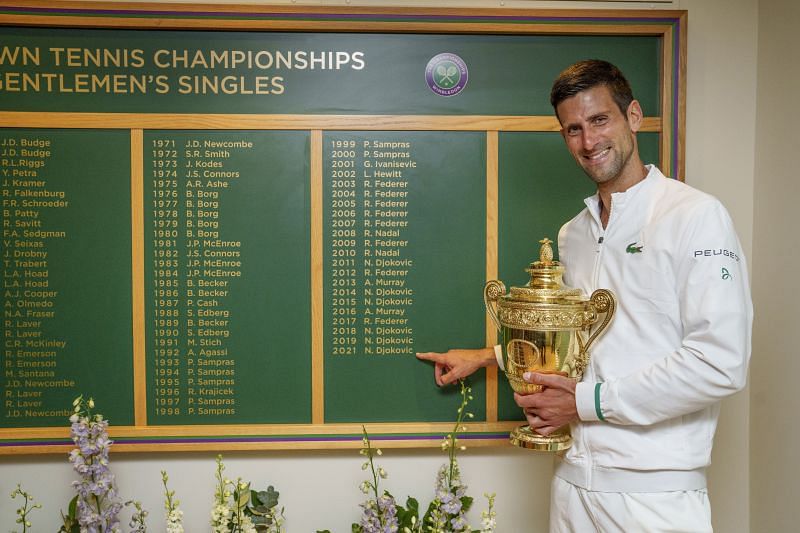 WN TENNIS CHAMPIONSHIPS
GENTLEMEN'S SINGLES
WIMBLEDON
J.D. Budge
J.D. Budge
R.L.Riggs
Y. Petra
J. Kramer
R. Falkenburg
F.R. Schroeder
B. Patty
R. Savitt
F.A. Sedgman
V. Seixas
J. Drobny
T. Trabert
L.A. Hoad
L.A. Hoad
A.J. Cooper
A. Olmedo
N.A. Fraser
R. Laver
R. Laver
C.R. McKinley
R. Emerson
R. Emerson
M. Santana
J.D. Newcombe
R. Laver
R. Laver
J.D. Newcombe
1971 J.D. Newcombe
1972 S.R. Smith
1973 J. Kodes
1974 J.S. Connors
1975 A.R. Ashe
1976 B. Borg
1977 B. Borg
1978 B. Borg
1979 B. Borg
1980 B. Borg
1981 J.P. McEnroe
1982 J.S. Connors
1983 J.P. McEnroe
1984 J.P. McEnroe
1985 B. Becker
1986 B. Becker
1987 P. Cash
1988 S. Edberg
1989 B. Becker
1990 S. Edberg
1991 M. Stich
1992 A. Agassi
1993 P. Sampras
1994 P. Sampras
1995 P. Sampras
1996 R. Krajicek
1997 P. Sampras
1998 P. Sampras
1999 P. Sampras
2000 P. Sampras
2001 G. Ivanisevic
2002 L. Hewitt
2003 R. Federer
2004 R. Federer
2005 R. Federer
2006 R. Federer
2007 R. Federer
2008 R. Nadal
2009 R. Federer
2010 R. Nadal
2011 N. Djokovic
2012 R. Federer
2013 A. Murray
2014 N. Djokovic
2015 N. Djokovic
2016 A. Murray
2017 R. Federer
2018 N. Djokovic
2019 N. Djokovic
2021 N. Djokovic
PEUGEOT